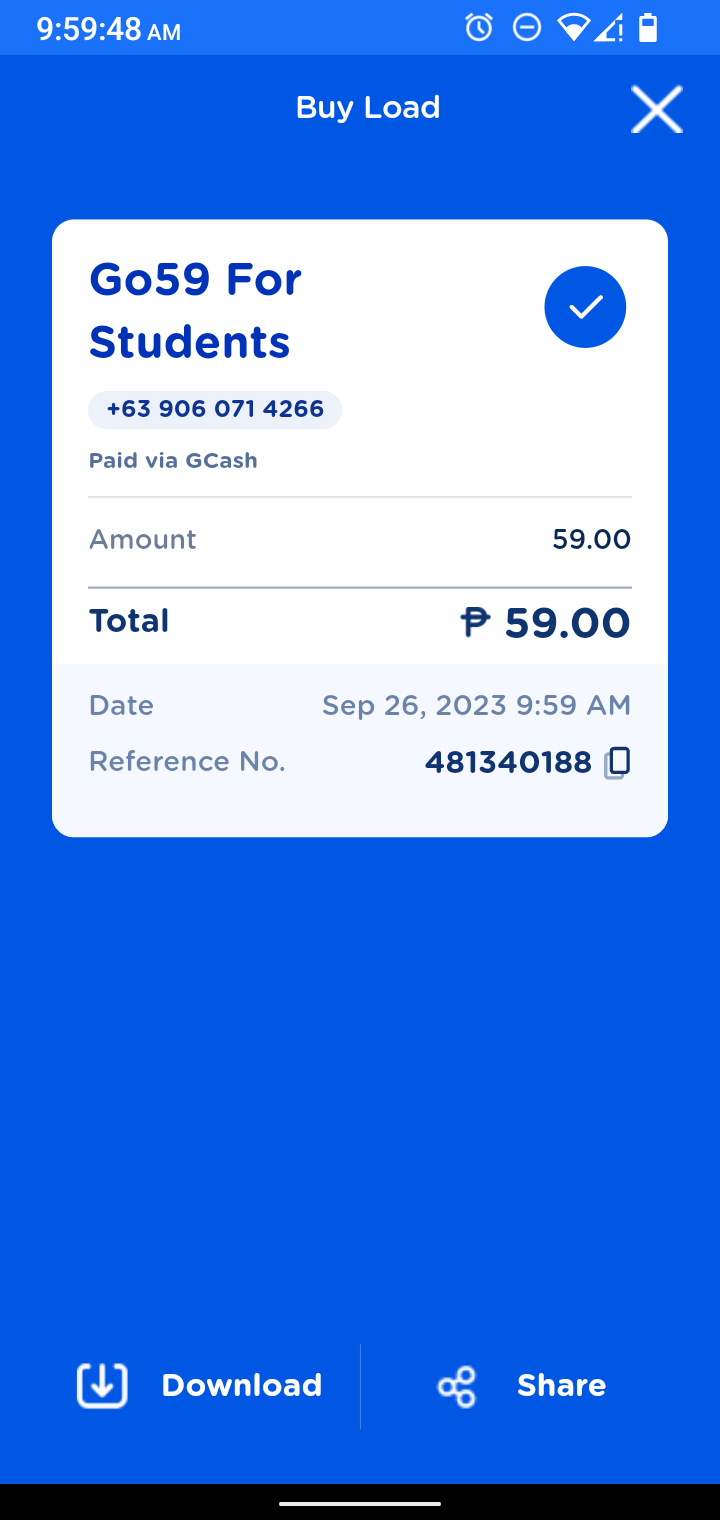 9:59:48 AM
Buy Load
Go59 For
Students
+63 906 071 4266
Paid via GCash
Amount 59.00
Total ₱ 59.00
Date Sep 26, 2023 9:59 AM
Reference No. 481340188
Download Share